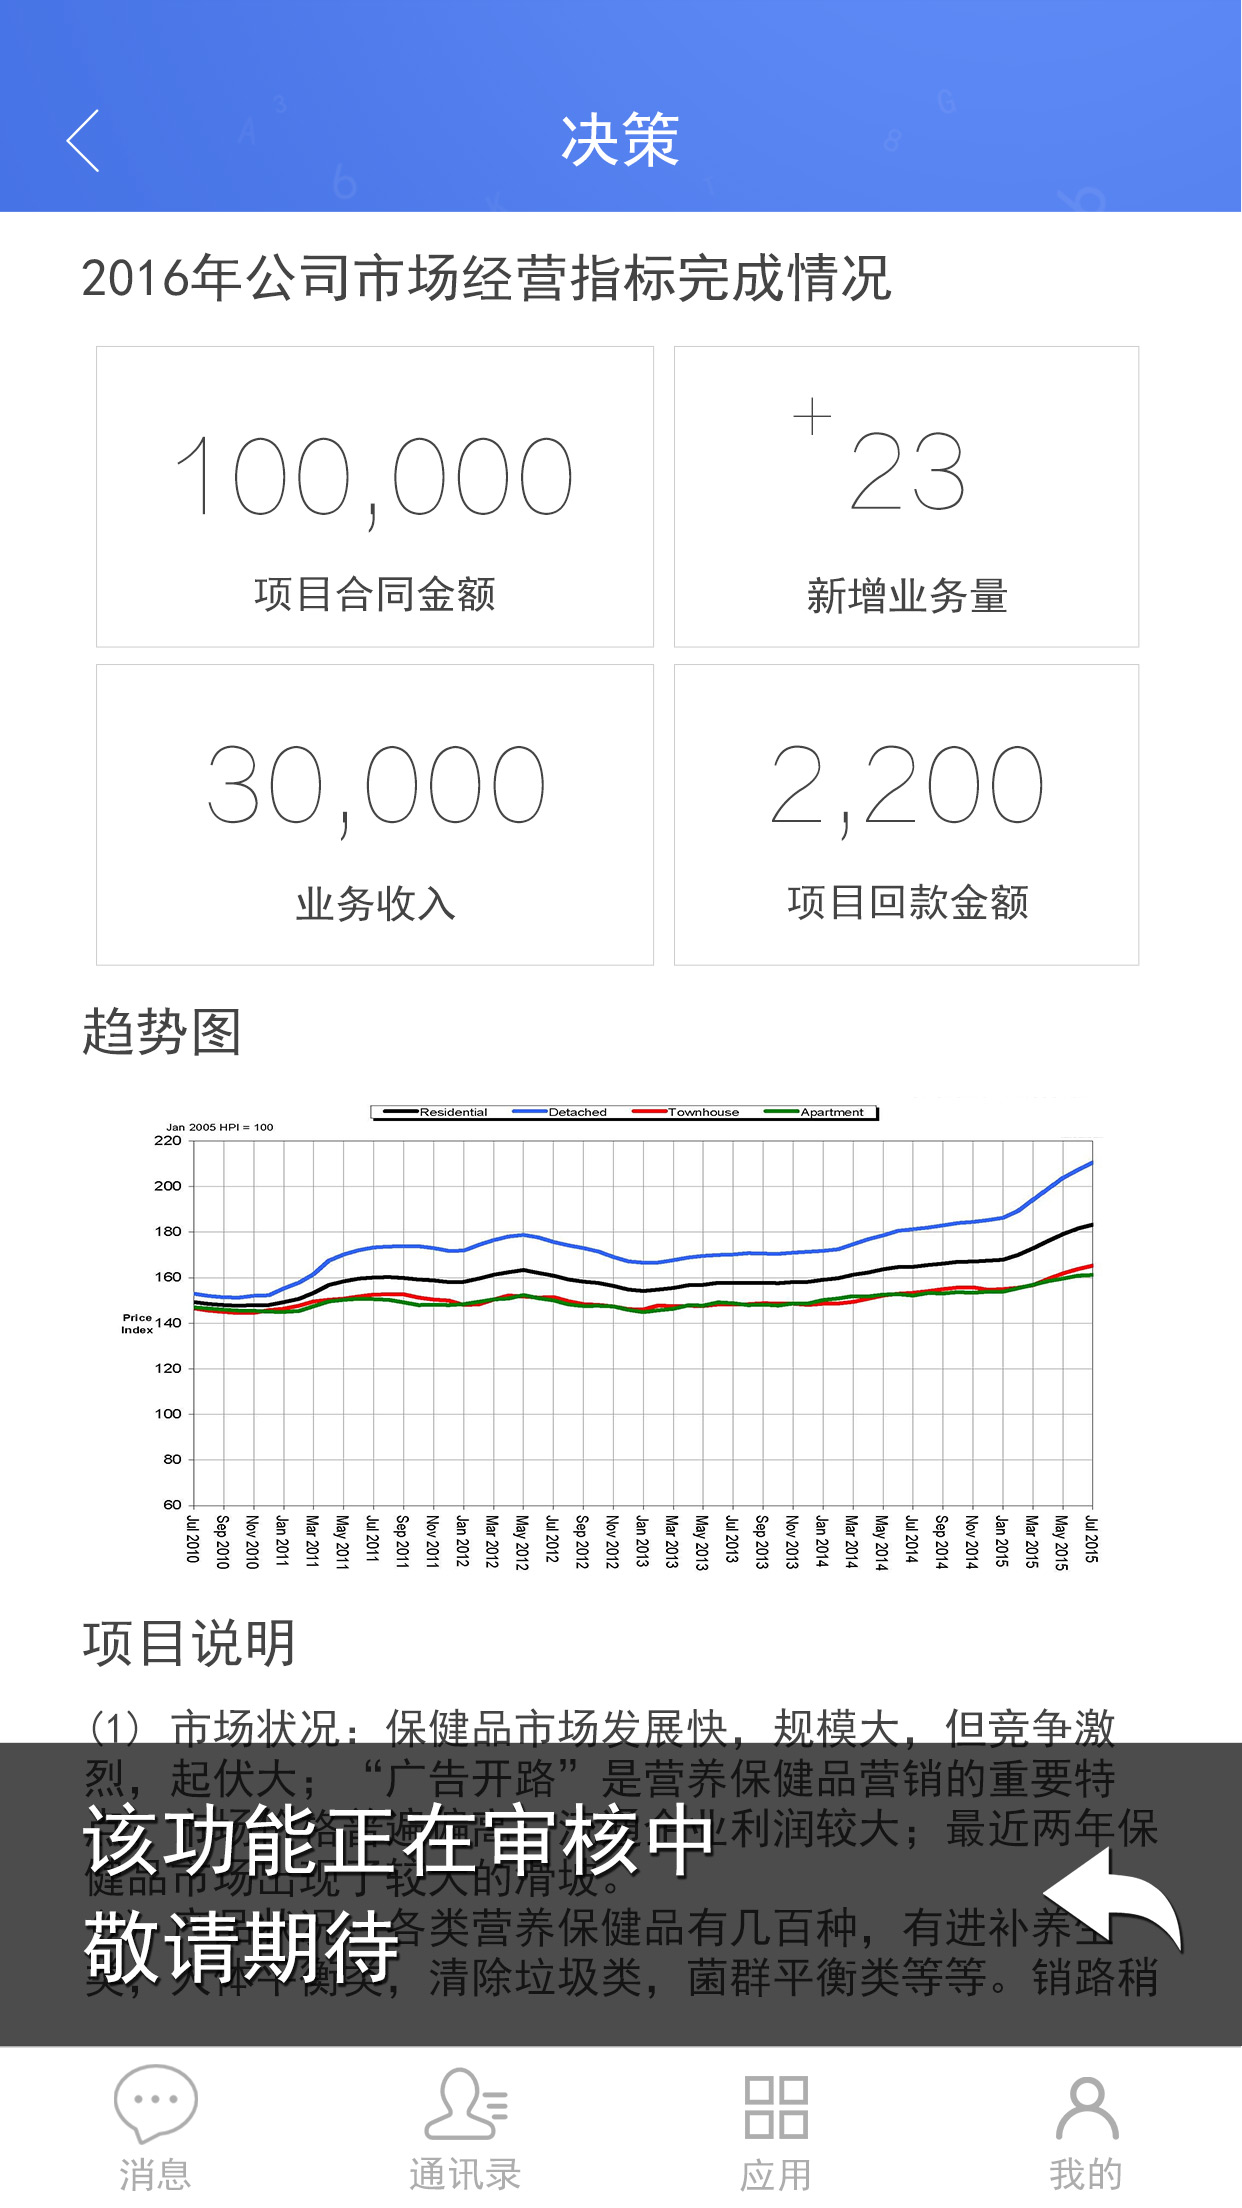 决策
2016年公司市场经营指标完成情况
100,000
项目合同金额
+23
新增业务量
30,000
业务收入
2,200
项目回款金额
趋势图
Residential Detached Townhouse Apartment
Jan 2005 HPI = 100
220
200
180
160
Price
Index
140
120
100
80
60
Jul 2010
Sep 2010
Nov 2010
Jan 2011
Mar 2011
May 2011
Jul 2011
Sep 2011
Nov 2011
Jan 2012
Mar 2012
May 2012
Jul 2012
Sep 2012
Nov 2012
Jan 2013
Mar 2013
May 2013
Jul 2013
Sep 2013
Nov 2013
Jan 2014
Mar 2014
May 2014
Jul 2014
Sep 2014
Nov 2014
Jan 2015
Mar 2015
May 2015
Jul 2015
项目说明
(1) 市场状况：保健品市场发展快，规模大，但竞争激
烈，起伏大；“广告开路”是营养保健品营销的重要特
业利润较大；最近两年保
健品市场出现了较大的滑坡。
各类营养保健品有几百种，有进补养生
类，人体平衡类，清除垃圾类，菌群平衡类等等。销路稍
该功能正在审核中
敬请期待
消息
通讯录
应用
我的